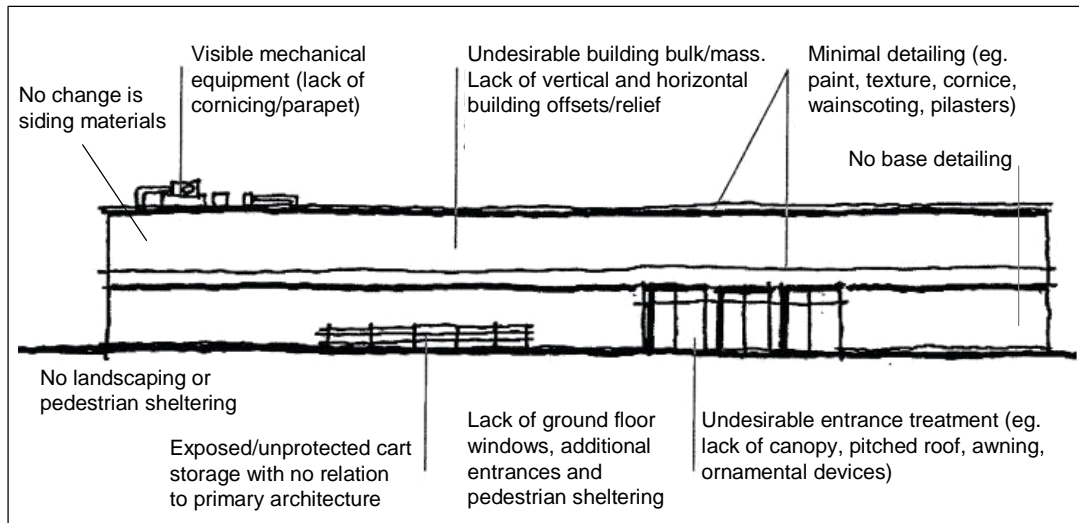 Visible mechanical
equipment (lack of
cornicing/parapet)
Undesirable building bulk/mass.
Lack of vertical and horizontal
building offsets/relief
Minimal detailing (eg.
paint, texture, cornice,
wainscoting, pilasters)
No change is
siding materials
No base detailing
No landscaping or
pedestrian sheltering
Exposed/unprotected cart
storage with no relation
to primary architecture
Lack of ground floor
windows, additional
entrances and
pedestrian sheltering
Undesirable entrance treatment (eg.
lack of canopy, pitched roof, awning,
ornamental devices)